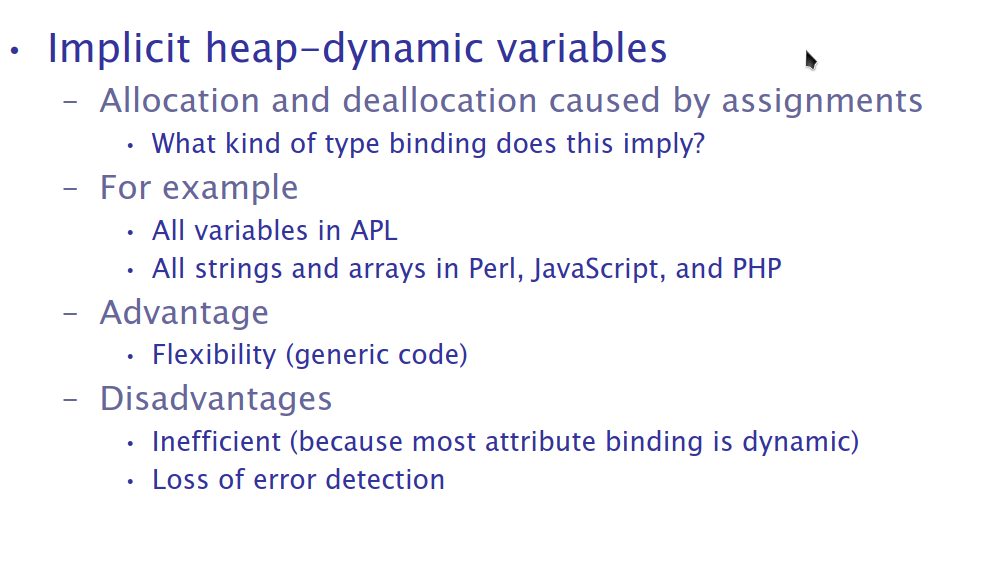 • Implicit heap-dynamic variables
– Allocation and deallocation caused by assignments
• What kind of type binding does this imply?
– For example
• All variables in APL
• All strings and arrays in Perl, JavaScript, and PHP
– Advantage
• Flexibility (generic code)
– Disadvantages
• Inefficient (because most attribute binding is dynamic)
• Loss of error detection